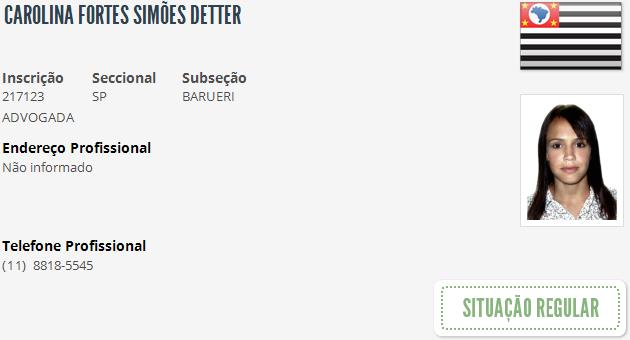 CAROLINA FORTES SIMÕES DETTER
Inscrição Seccional Subseção
217123 SP BARUERI
ADVOGADA
Endereço Profissional
Não informado
Telefone Profissional
(11) 8818-5545
SITUAÇÃO REGULAR